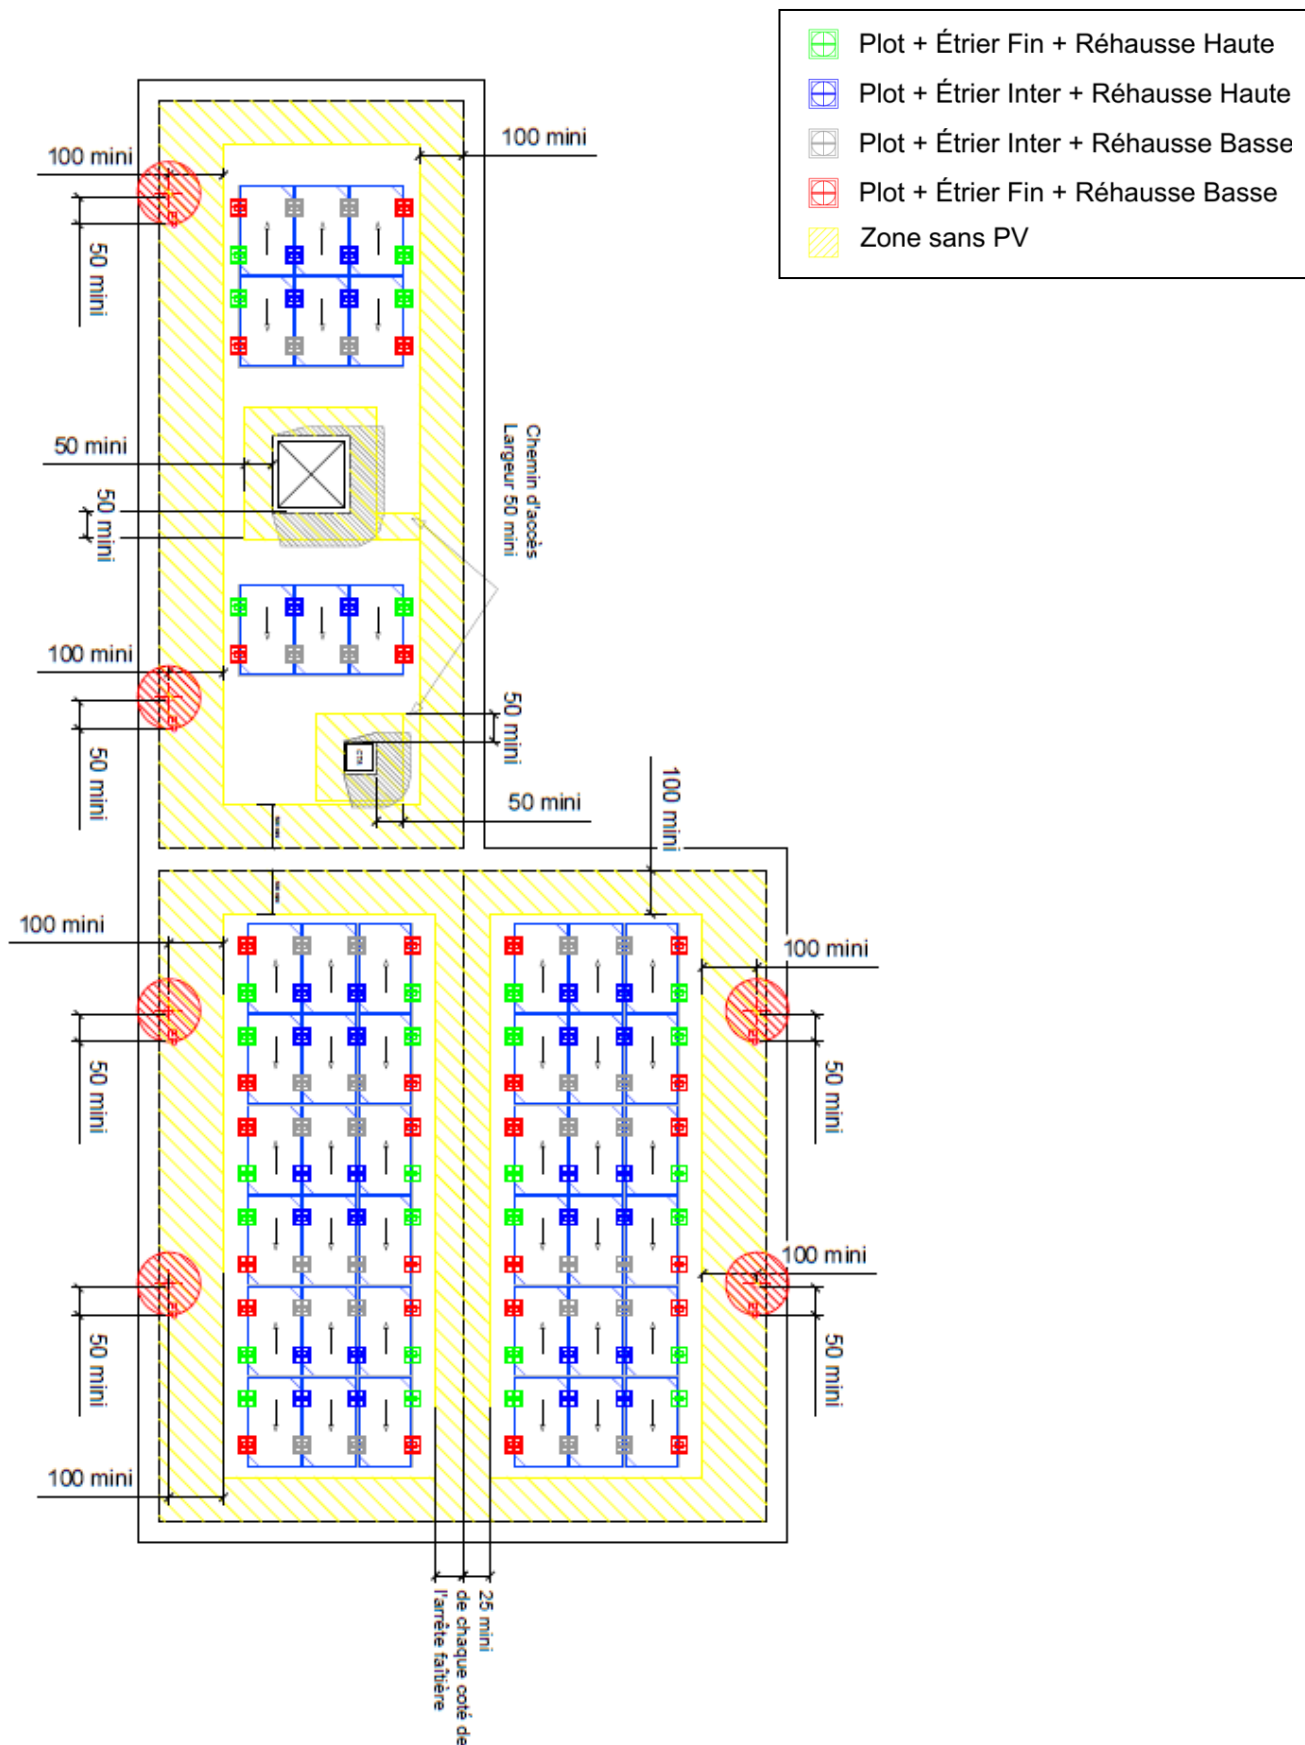 Plot + Étrier Fin + Réhausse Haute
Plot + Étrier Inter + Réhausse Haute
Plot + Étrier Inter + Réhausse Basse
Plot + Étrier Fin + Réhausse Basse
Zone sans PV
100 mini
100 mini
50 mini
50 mini
50 mini
Chemin d'accès
Largeur 50 mini
100 mini
50 mini
50 mini
50 mini
100 mini
100 mini
100 mini
50 mini
50 mini
100 mini
50 mini
50 mini
100 mini
25 mini
de chaque coté de
l'arrête faîtière